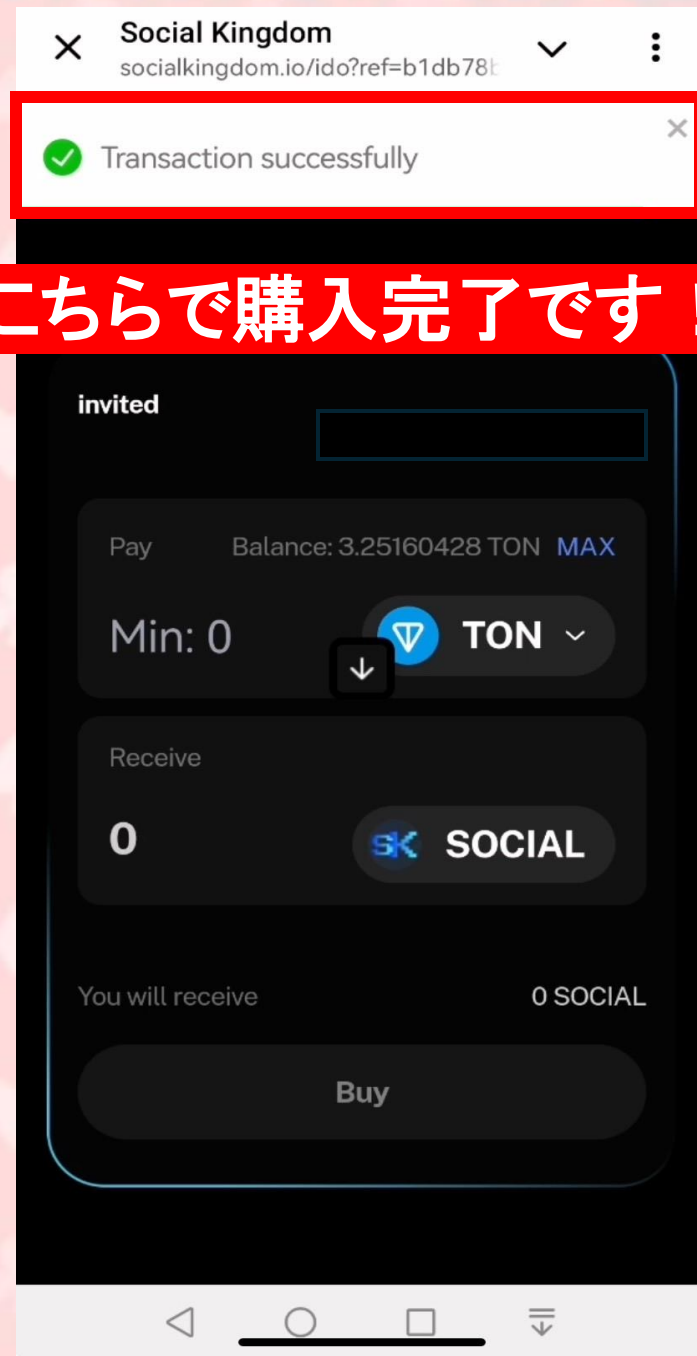 Social Kingdom
socialkingdom.io/ido?ref=b1db78b
Transaction successfully
こちらで購入完了です！
invited
Pay Balance: 3.25160428 TON MAX
Min: 0 TON
Receive
0 SK SOCIAL
You will receive 0 SOCIAL
Buy